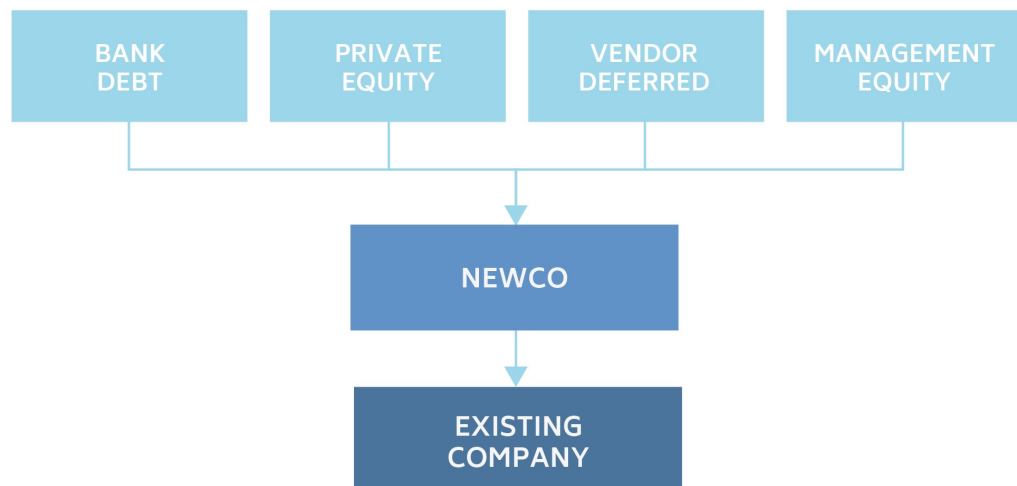 BANK
DEBT
PRIVATE
EQUITY
VENDOR
DEFERRED
MANAGEMENT
EQUITY
NEWCO
EXISTING
COMPANY